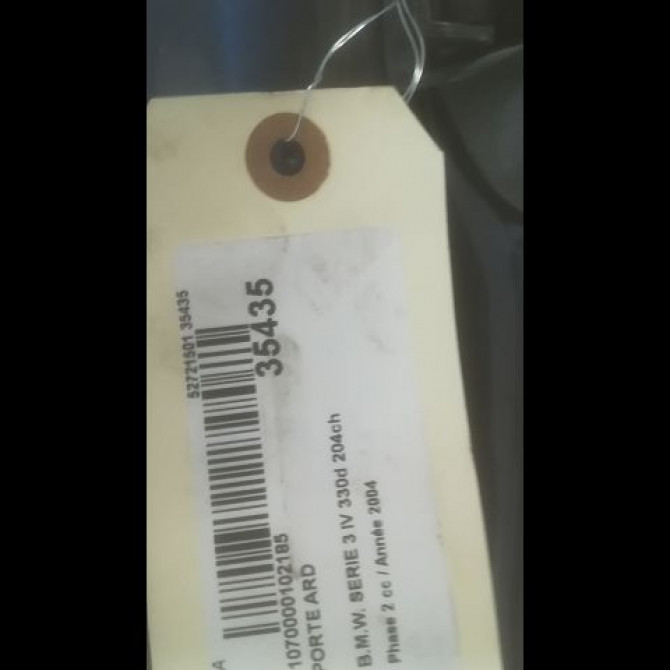 52721501 35435
35435
A
1070000102185
PORTE ARD
B.M.W. SERIE 3 IV 330d 204ch
Phase 2 cc / Année 2004